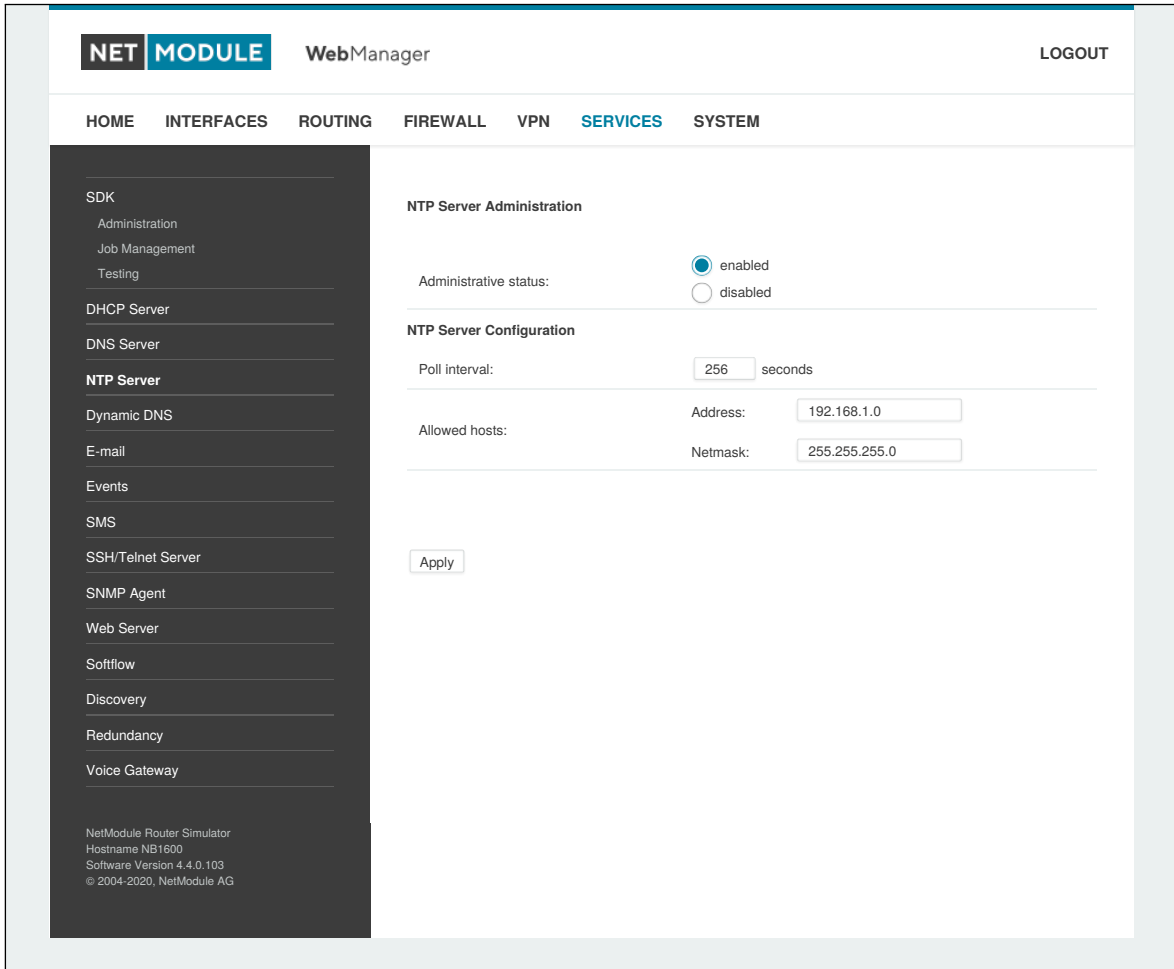 NET MODULE WebManager LOGOUT
HOME INTERFACES ROUTING FIREWALL VPN SERVICES SYSTEM
SDK
Administration
Job Management
Testing
DHCP Server
DNS Server
NTP Server
Dynamic DNS
E-mail
Events
SMS
SSH/Telnet Server
SNMP Agent
Web Server
Softflow
Discovery
Redundancy
Voice Gateway
NetModule Router Simulator
Hostname NB1600
Software Version 4.4.0.103
© 2004-2020, NetModule AG
NTP Server Administration
Administrative status:
enabled
disabled
NTP Server Configuration
Poll interval: 256 seconds
Allowed hosts:
Address: 192.168.1.0
Netmask: 255.255.255.0
Apply